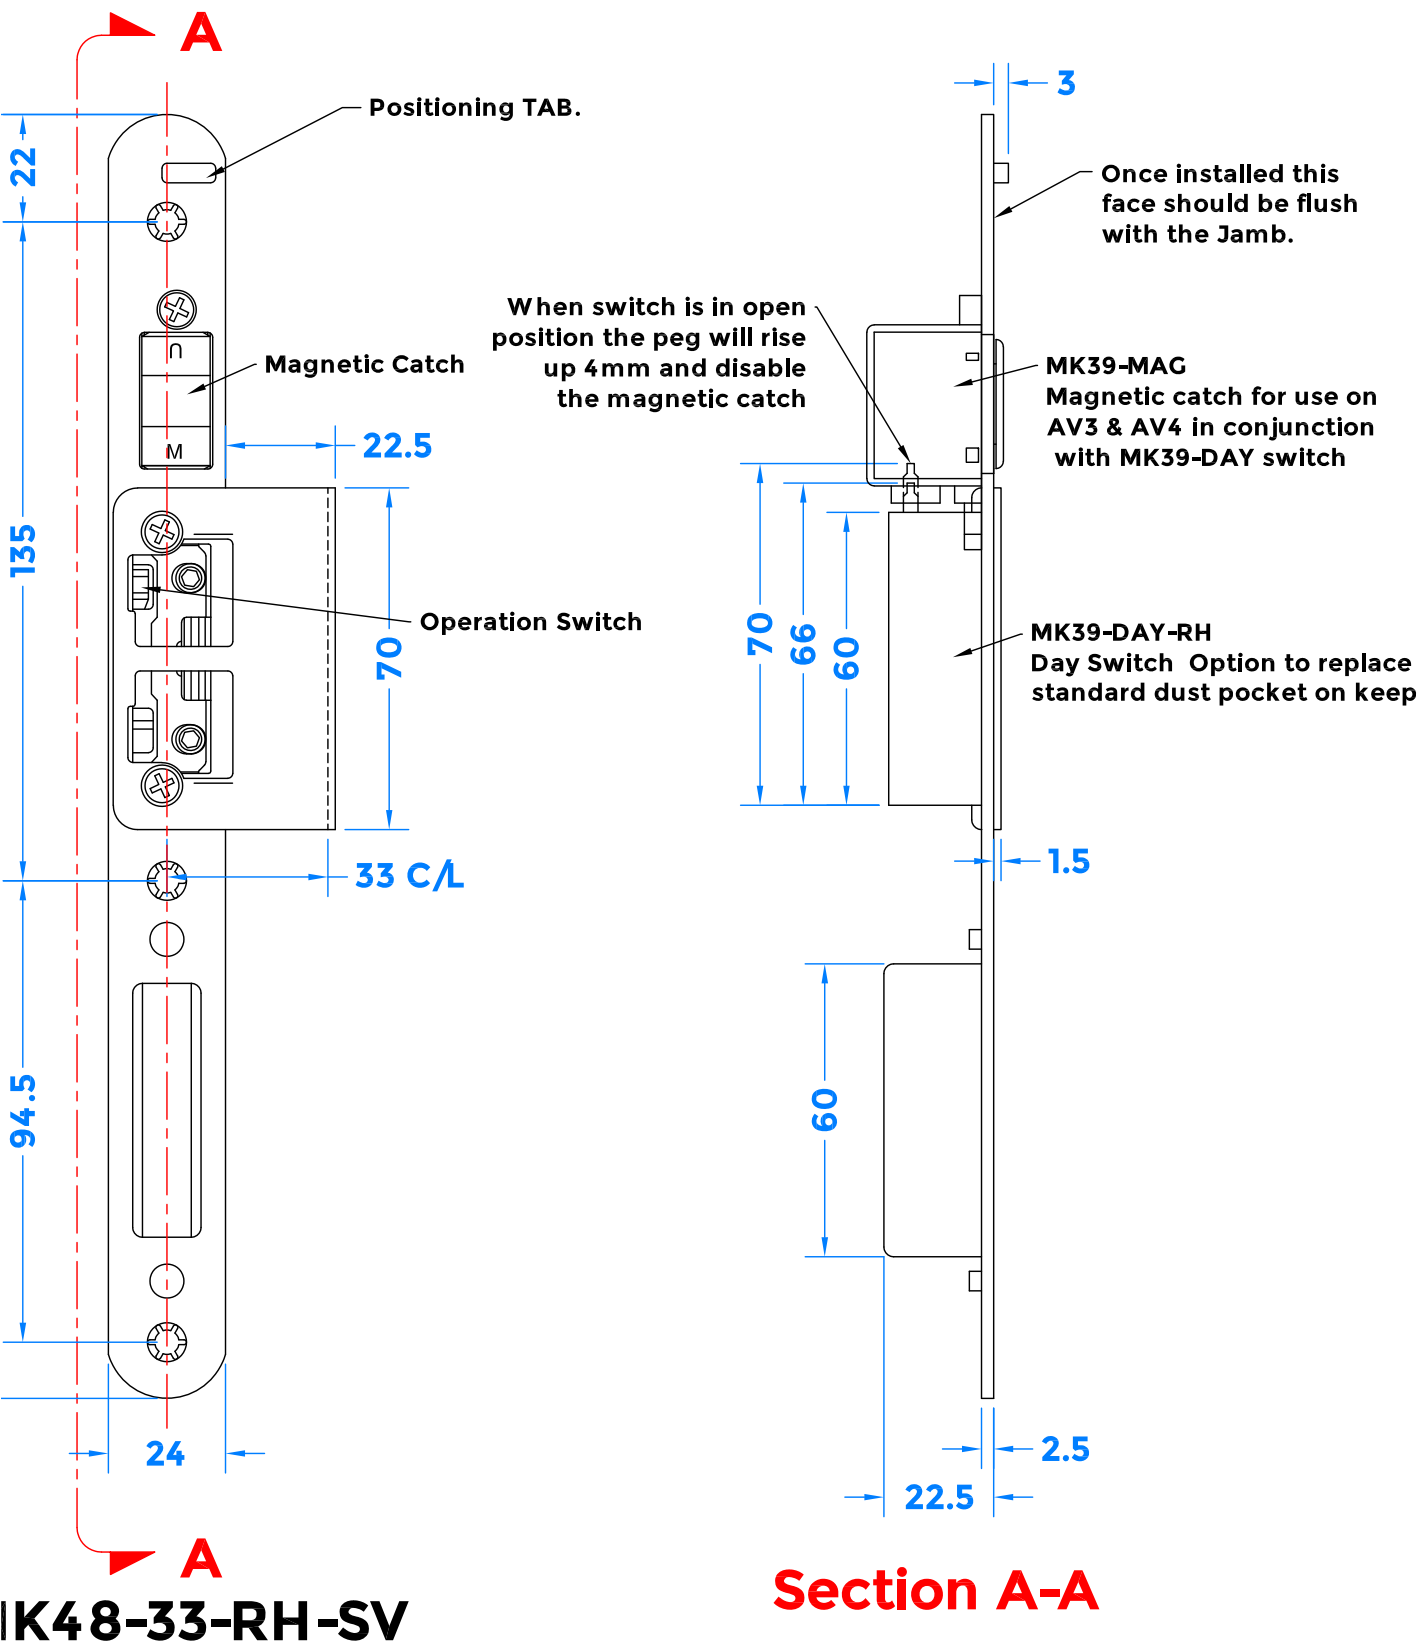 A
3
Positioning TAB.
22
Once installed this
face should be flush
with the Jamb.
When switch is in open
position the peg will rise
up 4mm and disable
the magnetic catch
U
Magnetic Catch
M
MK39-MAG
Magnetic catch for use on
AV3 & AV4 in conjunction
with MK39-DAY switch
22.5
135
Operation Switch
70
70
66
60
MK39-DAY-RH
Day Switch Option to replace
standard dust pocket on keep
33 C/L
1.5
94.5
60
24
2.5
22.5
A
Section A-A
K48-33-RH-SV